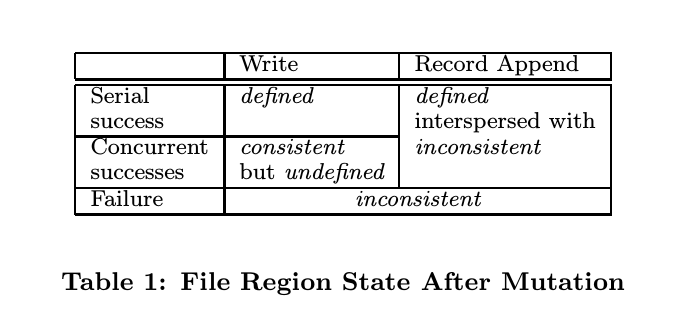 Write Record Append
Serial defined defined
success interspersed with
Concurrent consistent inconsistent
successes but undefined
Failure inconsistent
Table 1: File Region State After Mutation